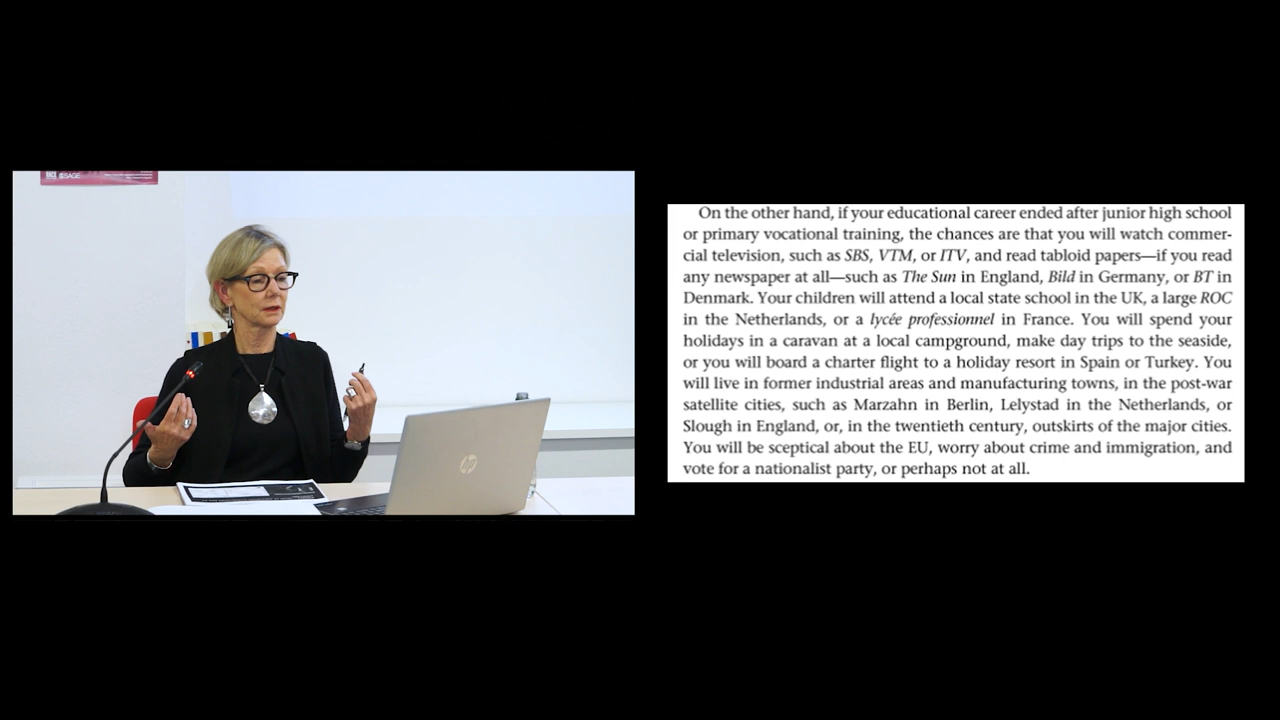 RACE
SAGE
On the other hand, if your educational career ended after junior high school
or primary vocational training, the chances are that you will watch commer-
cial television, such as SBS, VTM, or ITV, and read tabloid papers—if you read
any newspaper at all—such as The Sun in England, Bild in Germany, or BT in
Denmark. Your children will attend a local state school in the UK, a large ROC
in the Netherlands, or a lycée professionnel in France. You will spend your
holidays in a caravan at a local campground, make day trips to the seaside,
or you will board a charter flight to a holiday resort in Spain or Turkey. You
will live in former industrial areas and manufacturing towns, in the post-war
satellite cities, such as Marzahn in Berlin, Lelystad in the Netherlands, or
Slough in England, or, in the twentieth century, outskirts of the major cities.
You will be sceptical about the EU, worry about crime and immigration, and
vote for a nationalist party, or perhaps not at all.
hp